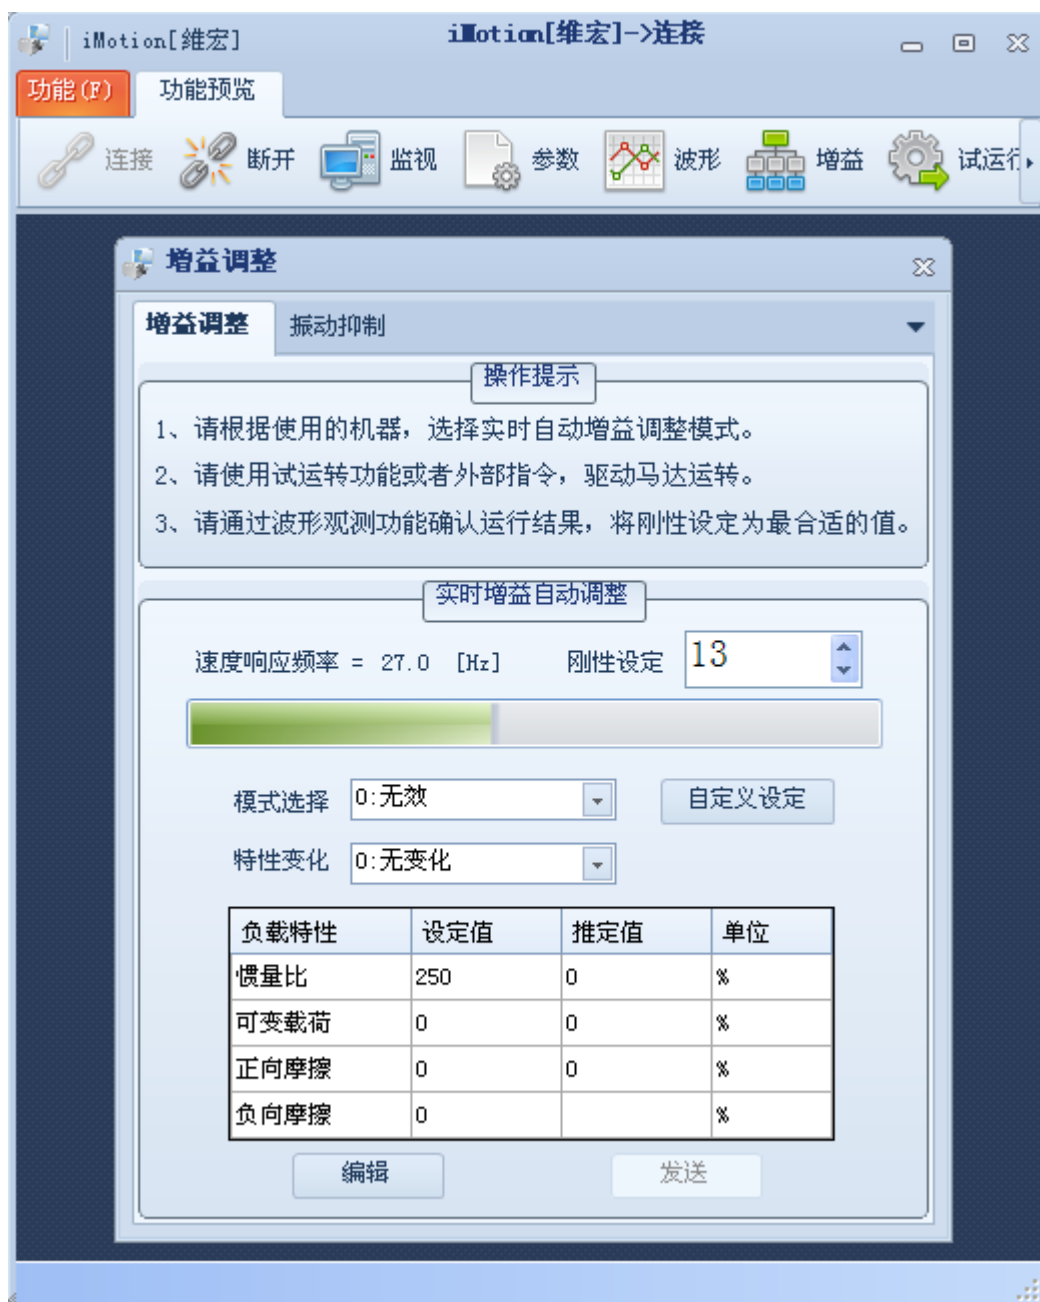 iMotion[维宏]
iMotion[维宏]->连接
功能(F) 功能预览
连接 断开 监视 参数 波形 增益 试运行
增益调整
增益调整 振动抑制
操作提示
1、请根据使用的机器，选择实时自动增益调整模式。
2、请使用试运转功能或者外部指令，驱动马达运转。
3、请通过波形观测功能确认运行结果，将刚性设定为最合适的值。
实时增益自动调整
速度响应频率 = 27.0 [Hz] 刚性设定 13
模式选择 0:无效 自定义设定
特性变化 0:无变化
负载特性 设定值 推定值 单位
惯量比 250 0 %
可变载荷 0 0 %
正向摩擦 0 0 %
负向摩擦 0 %
编辑 发送